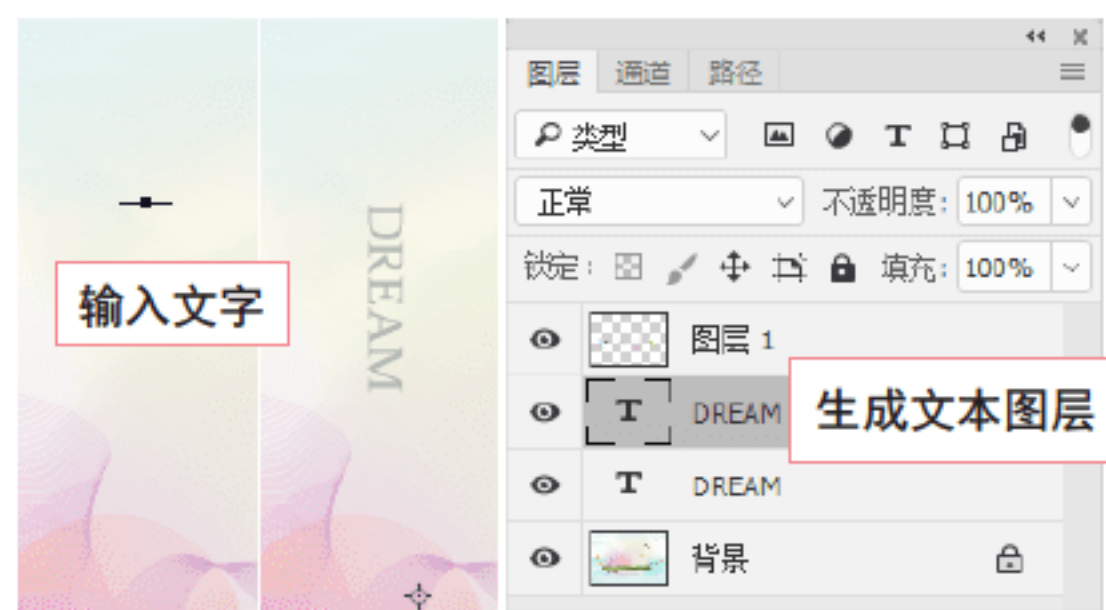 输入文字
DREAM
图层 通道 路径
类型
正常 不透明度: 100%
锁定: 填充: 100%
图层 1
DREAM
生成文本图层
DREAM
背景